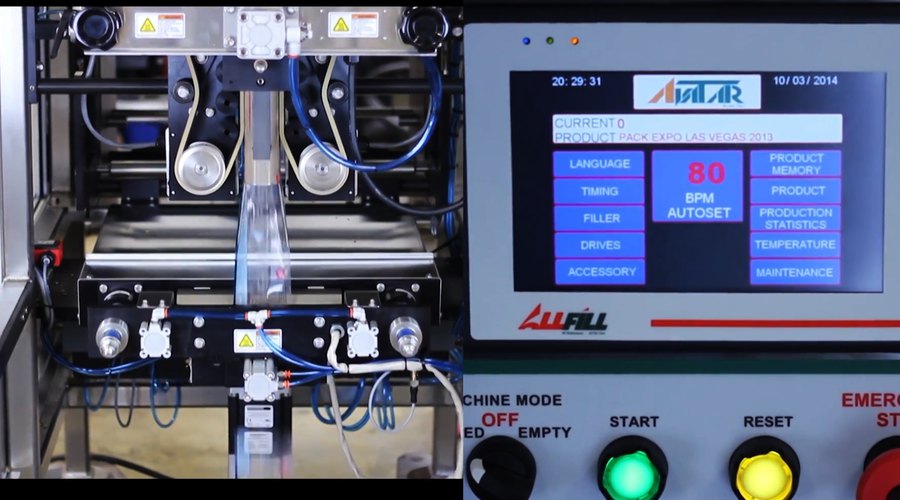 20:29:31
AVATAR
10/03/2014
CURRENT 0
PRODUCT PACK EXPO LAS VEGAS 2013
LANGUAGE
TIMING
FILLER
DRIVES
ACCESSORY
80
BPM
AUTOSET
PRODUCT
MEMORY
PRODUCT
PRODUCTION
STATISTICS
TEMPERATURE
MAINTENANCE
ALLFILL
CHINE MODE
OFF
ED EMPTY
START
RESET
EMERG
ST